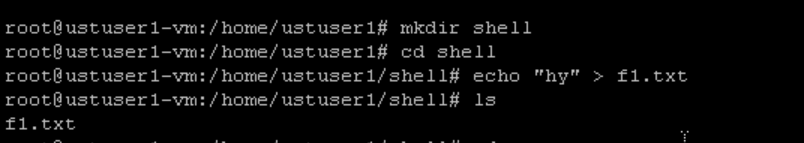 root@ustuser1-vm:/home/ustuser1# mkdir shell
root@ustuser1-vm:/home/ustuser1# cd shell
root@ustuser1-vm:/home/ustuser1/shell# echo "hy" > f1.txt
root@ustuser1-vm:/home/ustuser1/shell# ls
f1.txt